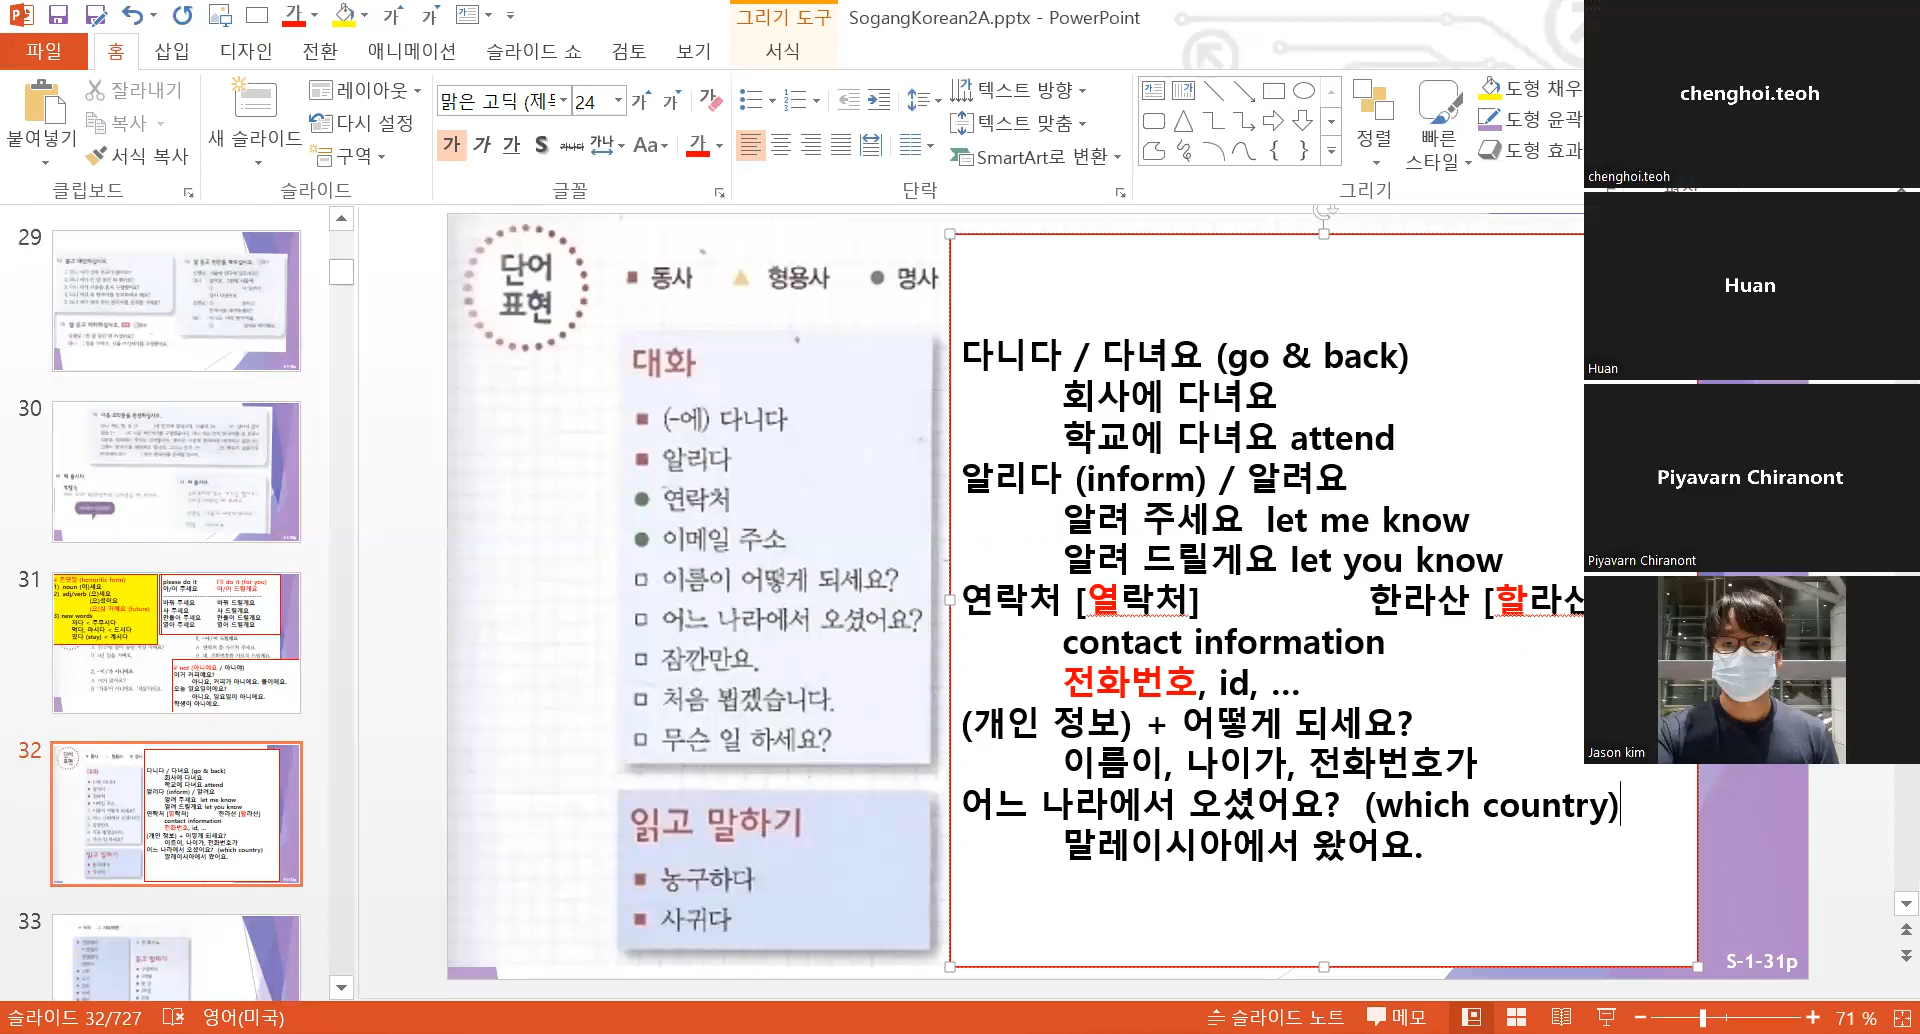 그리기 도구
SogangKorean2A.pptx - PowerPoint
파일
홈
삽입
디자인
전환
애니메이션
슬라이드 쇼
검토
보기
서식
붙여넣기
잘라내기
복사
서식 복사
클립보드
새 슬라이드
레이아웃
다시 설정
구역
슬라이드
맑은 고딕 (제목
24
가 가 가 S 가나다 가나 Aa 가
글꼴
텍스트 방향
텍스트 맞춤
SmartArt로 변환
단락
정렬
빠른
스타일
도형 채우
도형 윤곽
도형 효과
그리기
29
30
31
32
33
단어
표현
동사
형용사
명사
대화
(-에) 다니다
알리다
연락처
이메일 주소
이름이 어떻게 되세요?
어느 나라에서 오셨어요?
잠깐만요.
처음 뵙겠습니다.
무슨 일 하세요?
읽고 말하기
농구하다
사귀다
다니다 / 다녀요 (go & back)
회사에 다녀요
학교에 다녀요 attend
알리다 (inform) / 알려요
알려 주세요 let me know
알려 드릴게요 let you know
연락처 [열락처] 한라산 [할라산
contact information
전화번호, id, ...
(개인 정보) + 어떻게 되세요?
이름이, 나이가, 전화번호가
어느 나라에서 오셨어요? (which country)
말레이시아에서 왔어요.
S-1-31p
chenghoi.teoh
chenghoi.teoh
Huan
Huan
Piyavarn Chiranont
Piyavarn Chiranont
Jason kim
슬라이드 32/727
영어(미국)
슬라이드 노트
메모
71 %